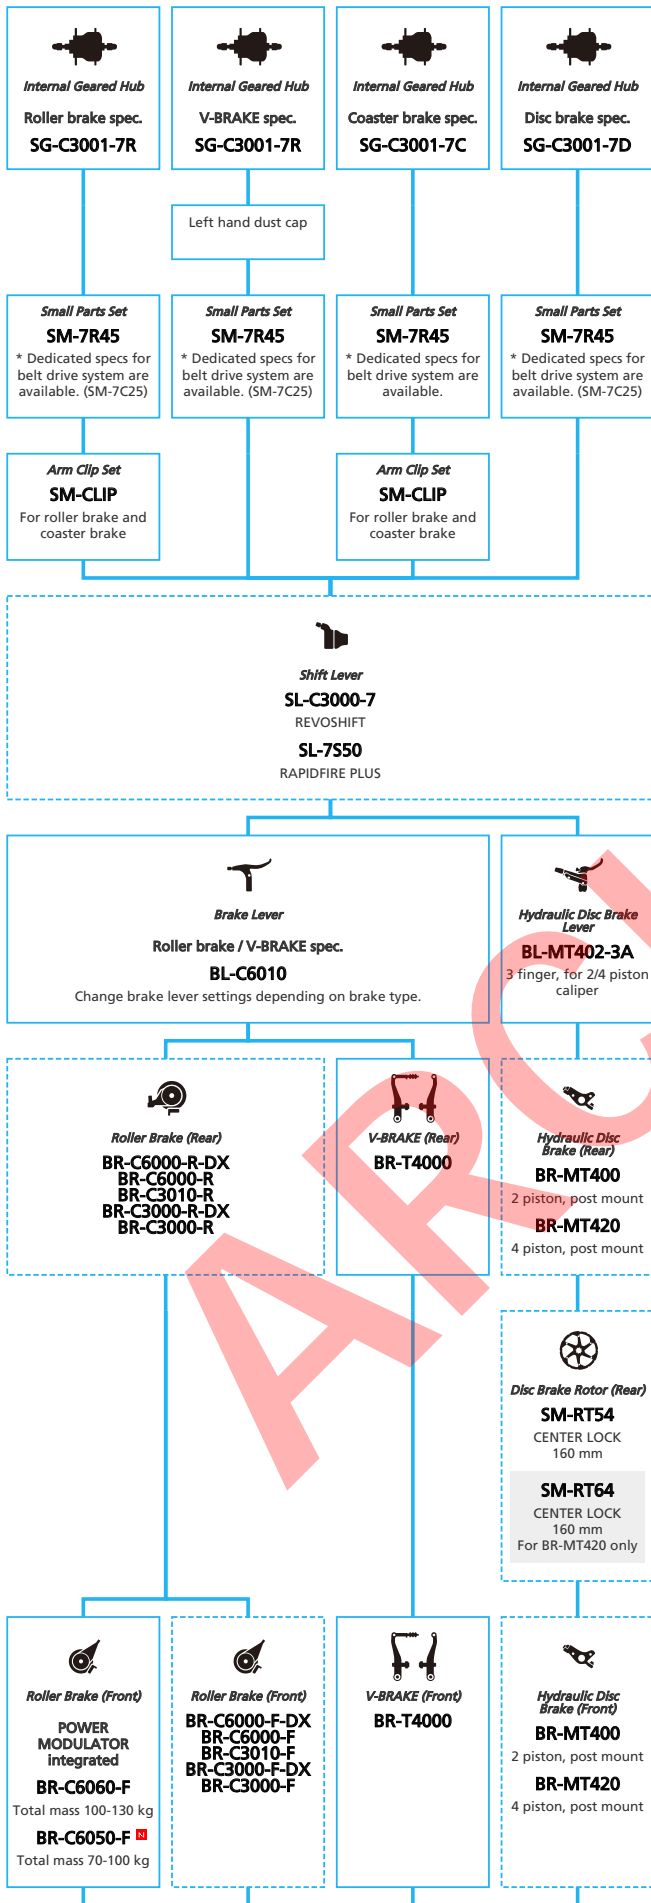 Internal Geared Hub
Roller brake spec.
SG-C3001-7R
Internal Geared Hub
V-BRAKE spec.
SG-C3001-7R
Internal Geared Hub
Coaster brake spec.
SG-C3001-7C
Internal Geared Hub
Disc brake spec.
SG-C3001-7D
Left hand dust cap
Small Parts Set
SM-7R45
* Dedicated specs for
belt drive system are
available. (SM-7C25)
Small Parts Set
SM-7R45
* Dedicated specs for
belt drive system are
available. (SM-7C25)
Small Parts Set
SM-7R45
* Dedicated specs for
belt drive system are
available.
Small Parts Set
SM-7R45
* Dedicated specs for
belt drive system are
available. (SM-7C25)
Arm Clip Set
SM-CLIP
For roller brake and
coaster brake
Arm Clip Set
SM-CLIP
For roller brake and
coaster brake
Shift Lever
SL-C3000-7
REVOSHIFT
SL-7S50
RAPIDFIRE PLUS
Brake Lever
Roller brake / V-BRAKE spec.
BL-C6010
Change brake lever settings depending on brake type.
Hydraulic Disc Brake
Lever
BL-MT402-3A
3 finger, for 2/4 piston
caliper
Roller Brake (Rear)
BR-C6000-R-DX
BR-C6000-R
BR-C3010-R
BR-C3000-R-DX
BR-C3000-R
V-BRAKE (Rear)
BR-T4000
Hydraulic Disc
Brake (Rear)
BR-MT400
2 piston, post mount
BR-MT420
4 piston, post mount
Disc Brake Rotor (Rear)
SM-RT54
CENTER LOCK
160 mm
SM-RT64
CENTER LOCK
160 mm
For BR-MT420 only
Roller Brake (Front)
POWER
MODULATOR
integrated
BR-C6060-F
Total mass 100-130 kg
BR-C6050-F N
Total mass 70-100 kg
Roller Brake (Front)
BR-C6000-F-DX
BR-C6000-F
BR-C3010-F
BR-C3000-F-DX
BR-C3000-F
V-BRAKE (Front)
BR-T4000
Hydraulic Disc
Brake (Front)
BR-MT400
2 piston, post mount
BR-MT420
4 piston, post mount